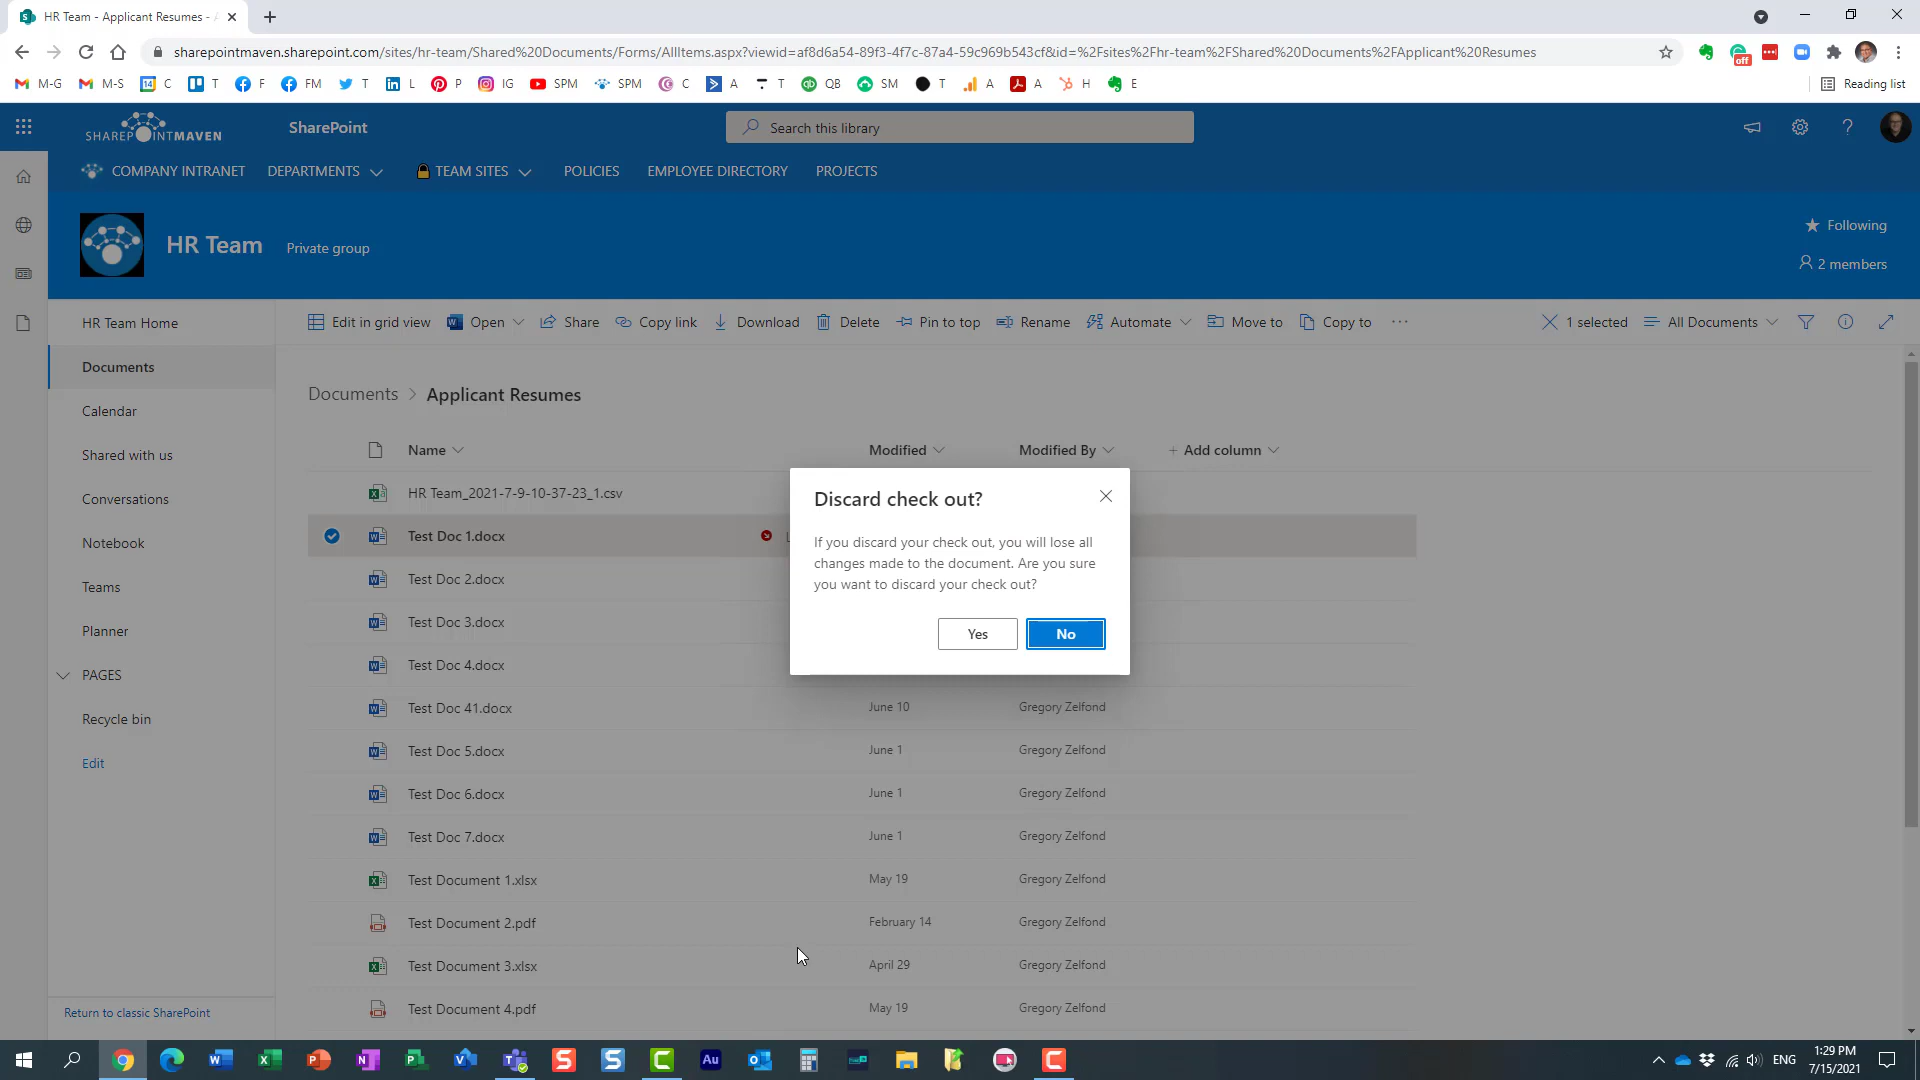 HR Team - Applicant Resumes -
sharepointmaven.sharepoint.com/sites/hr-team/Shared%20Documents/Forms/AllItems.aspx?viewid=af8d6a54-89f3-4f7c-87a4-59c969b543cf&id=%2Fsites%2Fhr-team%2FShared%20Documents%2FApplicant%20Resumes
off
M-G M-S 14 C T F FM T L P IG SPM SPM C A T QB SM T A A H E Reading list
SHAREPOINTMAVEN SharePoint Search this library
COMPANY INTRANET DEPARTMENTS TEAM SITES POLICIES EMPLOYEE DIRECTORY PROJECTS
HR Team Private group
Following
2 members
HR Team Home
Documents
Calendar
Shared with us
Conversations
Notebook
Teams
Planner
PAGES
Recycle bin
Edit
Return to classic SharePoint
Edit in grid view Open Share Copy link Download Delete Pin to top Rename Automate Move to Copy to ··· 1 selected All Documents
Documents > Applicant Resumes
Name Modified Modified By + Add column
HR Team_2021-7-9-10-37-23_1.csv
Test Doc 1.docx
Test Doc 2.docx
Test Doc 3.docx
Test Doc 4.docx
Test Doc 41.docx June 10 Gregory Zelfond
Test Doc 5.docx June 1 Gregory Zelfond
Test Doc 6.docx June 1 Gregory Zelfond
Test Doc 7.docx June 1 Gregory Zelfond
Test Document 1.xlsx May 19 Gregory Zelfond
Test Document 2.pdf February 14 Gregory Zelfond
Test Document 3.xlsx April 29 Gregory Zelfond
Test Document 4.pdf May 19 Gregory Zelfond
Discard check out?
If you discard your check out, you will lose all
changes made to the document. Are you sure
you want to discard your check out?
Yes No
ENG
1:29 PM
7/15/2021